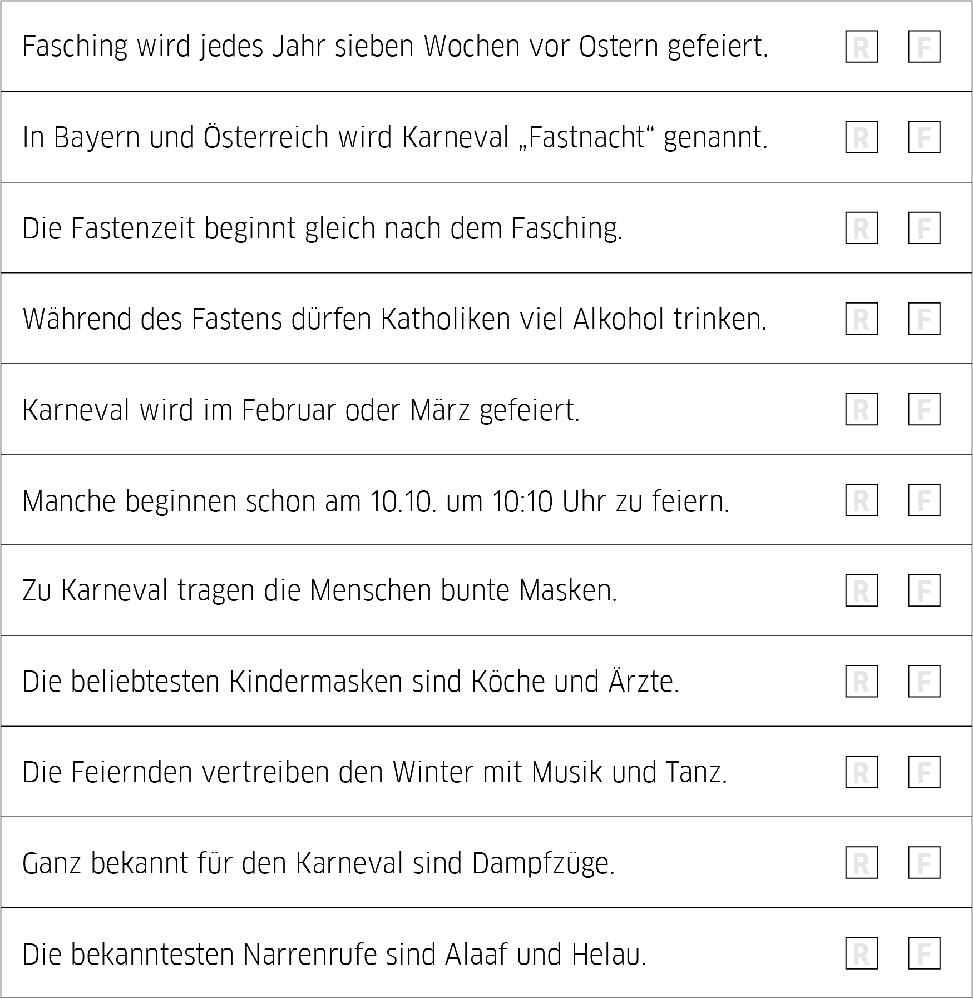 Fasching wird jedes Jahr sieben Wochen vor Ostern gefeiert. R F
In Bayern und Österreich wird Karneval „Fastnacht“ genannt. R F
Die Fastenzeit beginnt gleich nach dem Fasching. R F
Während des Fastens dürfen Katholiken viel Alkohol trinken. R F
Karneval wird im Februar oder März gefeiert. R F
Manche beginnen schon am 10.10. um 10:10 Uhr zu feiern. R F
Zu Karneval tragen die Menschen bunte Masken. R F
Die beliebtesten Kindermasken sind Köche und Ärzte. R F
Die Feiernden vertreiben den Winter mit Musik und Tanz. R F
Ganz bekannt für den Karneval sind Dampfzüge. R F
Die bekanntesten Narrenrufe sind Alaaf und Helau. R F